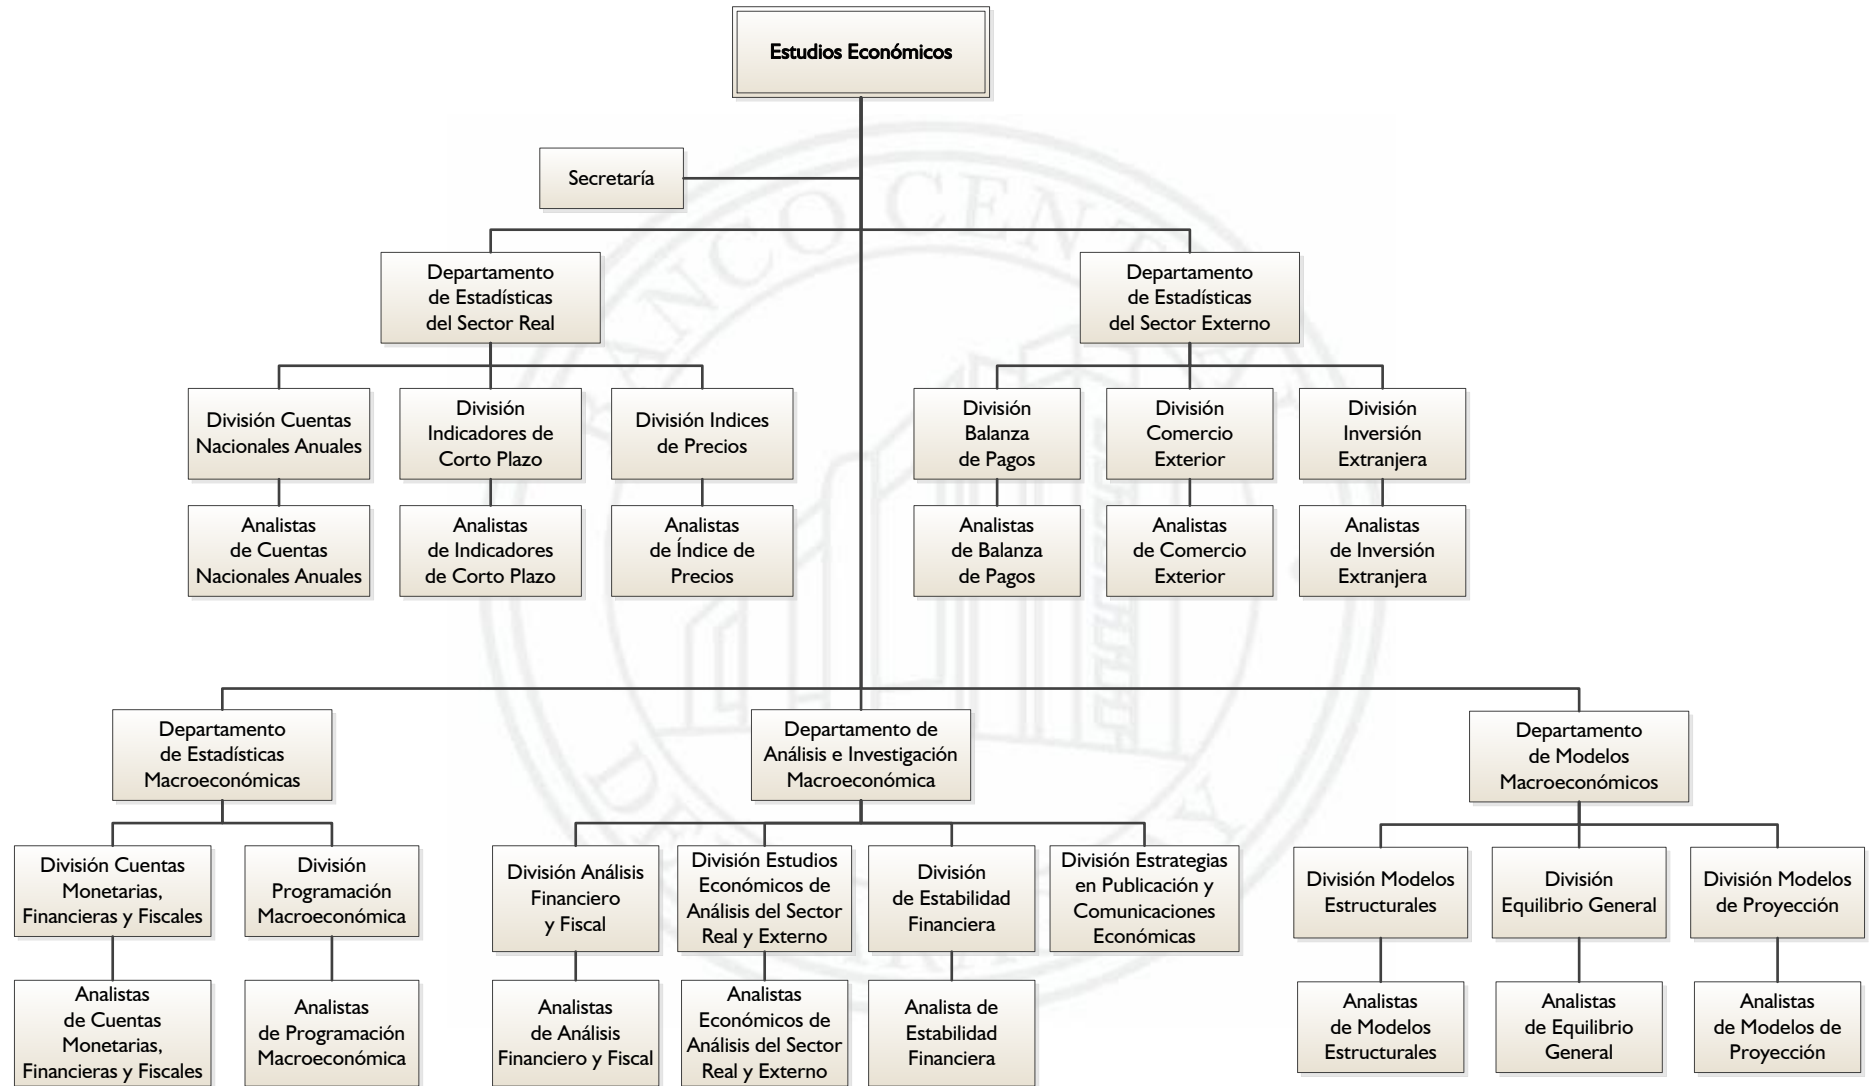 Estudios Económicos
Secretaría
Departamento
de Estadísticas
del Sector Real
Departamento
de Estadísticas
del Sector Externo
División Cuentas
Nacionales Anuales
División
Indicadores de
Corto Plazo
División Indices
de Precios
División
Balanza
de Pagos
División
Comercio
Exterior
División
Inversión
Extranjera
Analistas
de Cuentas
Nacionales Anuales
Analistas
de Indicadores
de Corto Plazo
Analistas
de Índice de
Precios
Analistas
de Balanza
de Pagos
Analistas
de Comercio
Exterior
Analistas
de Inversión
Extranjera
Departamento
de Estadísticas
Macroeconómicas
Departamento de
Análisis e Investigación
Macroeconómica
Departamento
de Modelos
Macroeconómicos
División Cuentas
Monetarias,
Financieras y Fiscales
División
Programación
Macroeconómica
División Análisis
Financiero
y Fiscal
División Estudios
Económicos de
Análisis del Sector
Real y Externo
División
de Estabilidad
Financiera
División Estrategias
en Publicación y
Comunicaciones
Económicas
División Modelos
Estructurales
División
Equilibrio General
División Modelos
de Proyección
Analistas
de Cuentas
Monetarias,
Financieras y Fiscales
Analistas
de Programación
Macroeconómica
Analistas
de Análisis
Financiero y Fiscal
Analistas
Económicos de
Análisis del Sector
Real y Externo
Analista de
Estabilidad
Financiera
Analistas
de Modelos
Estructurales
Analistas
de Equilibrio
General
Analistas
de Modelos de
Proyección